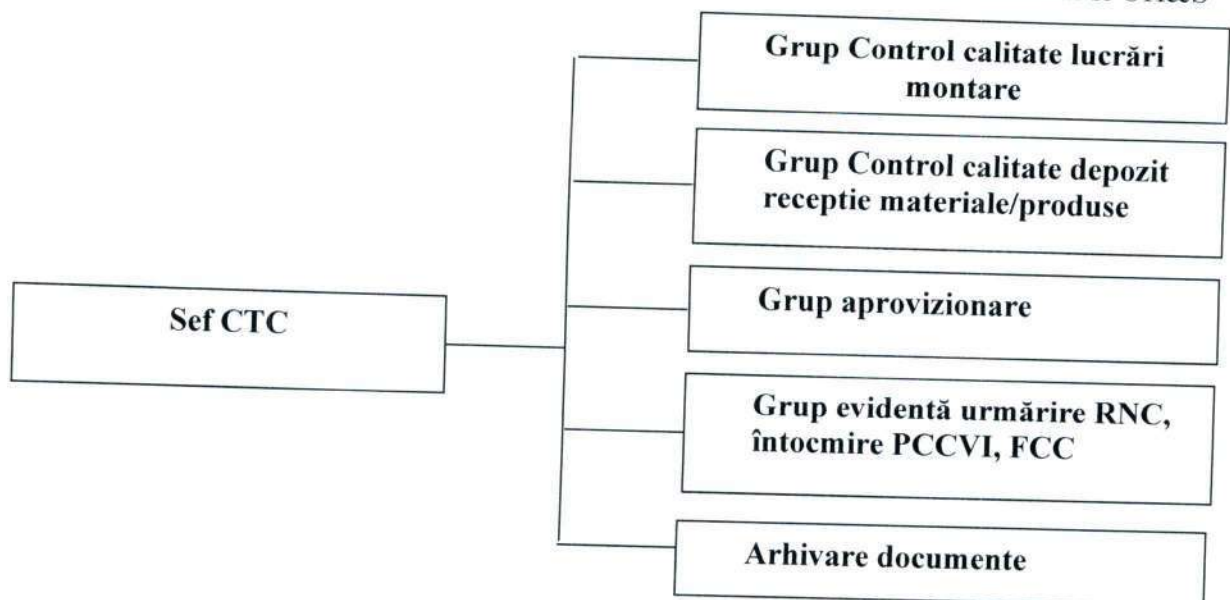 Grup Control calitate lucrări
montare
Grup Control calitate depozit
receptie materiale/produse
Grup aprovizionare
Sef CTC
Grup evidentă urmărire RNC,
întocmire PCCVI, FCC
Arhivare documente